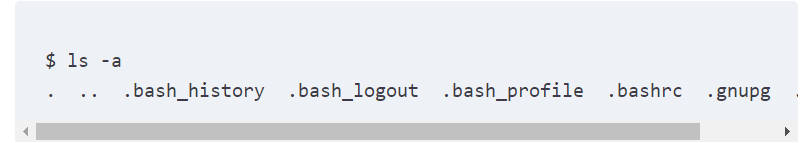 $ ls -a
.  ..  .bash_history  .bash_logout  .bash_profile  .bashrc  .gnupg  .